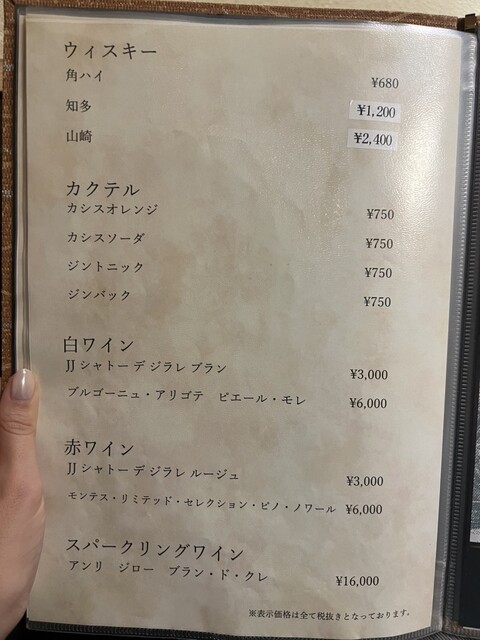 ウィスキー
角ハイ ¥680
知多 ¥1,200
山崎 ¥2,400
カクテル
カシスオレンジ ¥750
カシスソーダ ¥750
ジントニック ¥750
ジンバック ¥750
白ワイン
JJ シャトー デ ジラレ ブラン ¥3,000
ブルゴーニュ・アリゴテ ピエール・モレ ¥6,000
赤ワイン
JJ シャトー デ ジラレ ルージュ ¥3,000
モンテス・リミテッド・セレクション・ピノ・ノワール ¥6,000
スパークリングワイン
アンリ ジロー ブラン・ド・クレ ¥16,000
※表示価格は全て税抜きとなっております。